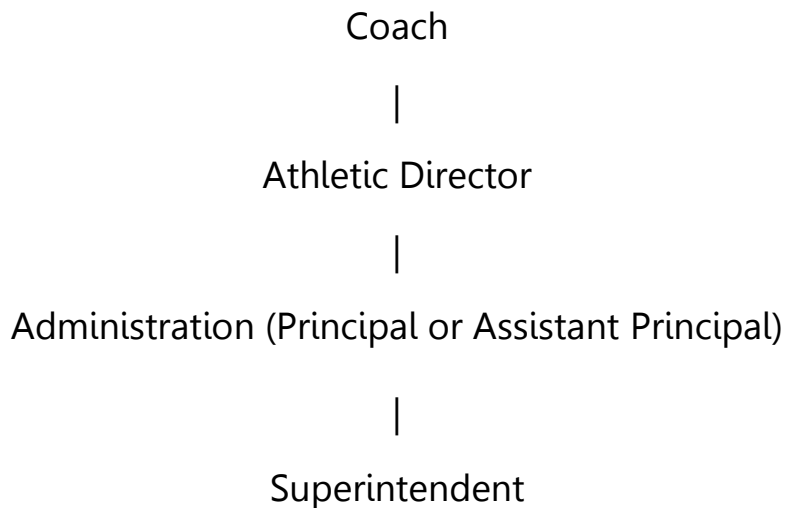 Coach
|
Athletic Director
|
Administration (Principal or Assistant Principal)
|
Superintendent